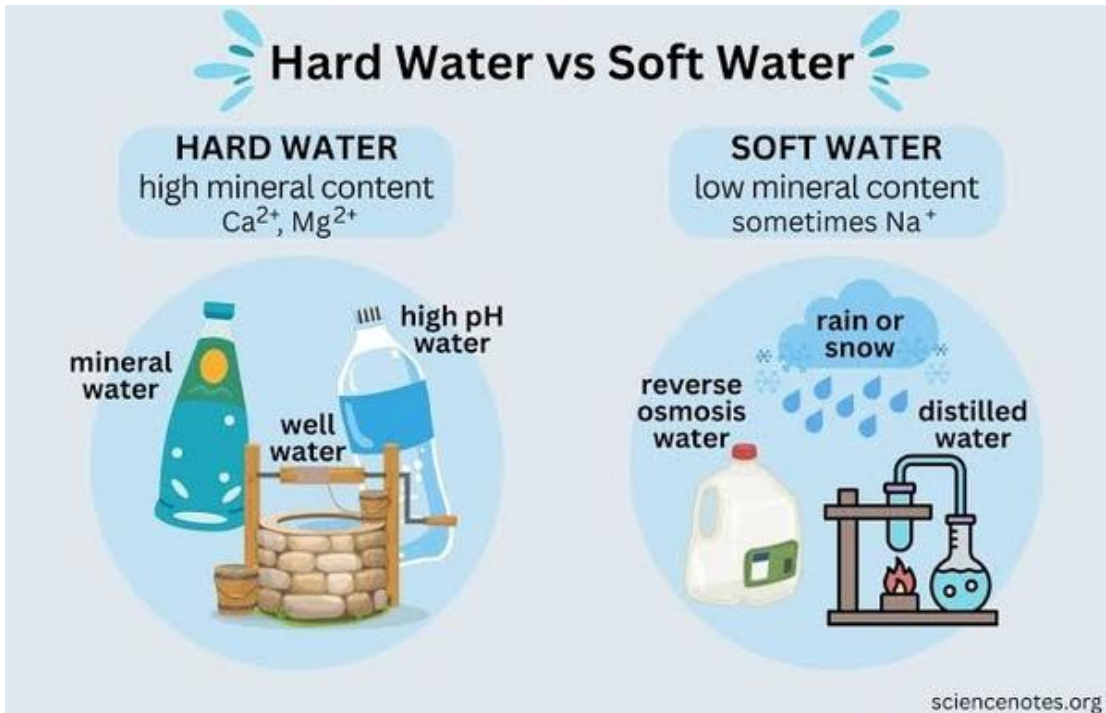 Hard Water vs Soft Water
HARD WATER
high mineral content
Ca²⁺, Mg²⁺
mineral
water
high pH
water
well
water
SOFT WATER
low mineral content
sometimes Na⁺
rain or
snow
reverse
osmosis
water
distilled
water
sciencenotes.org